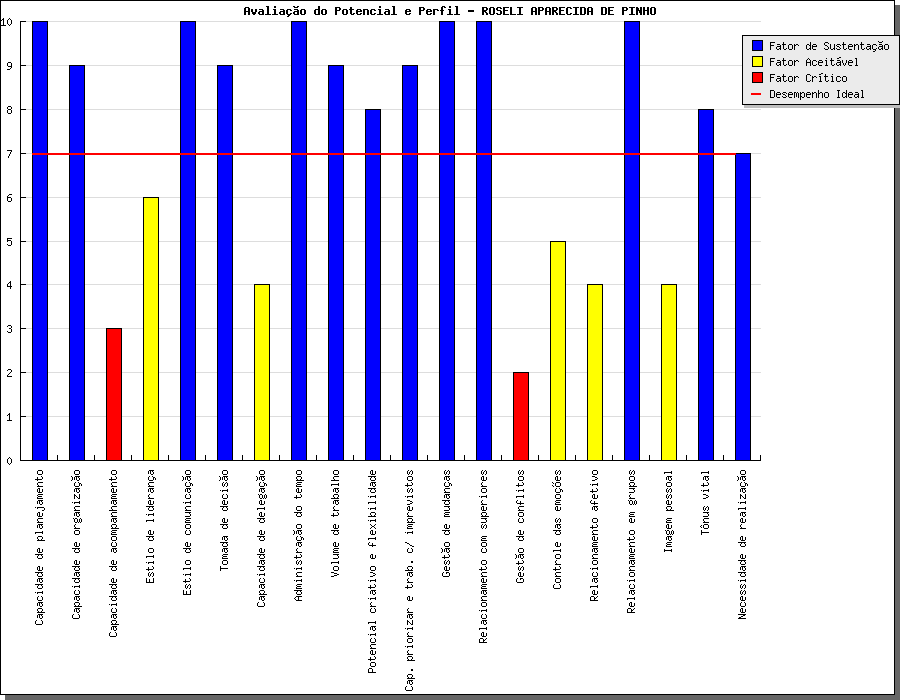 Avaliação do Potencial e Perfil - ROSELI APARECIDA DE PINHO
Fator de Sustentação
Fator Aceitável
Fator Crítico
Desempenho Ideal
10
9
8
7
6
5
4
3
2
1
0
Capacidade de planejamento
Capacidade de organização
Capacidade de acompanhamento
Estilo de liderança
Estilo de comunicação
Tomada de decisão
Capacidade de delegação
Administração do tempo
Volume de trabalho
Potencial criativo e flexibilidade
Cap. priorizar e trab. c/ imprevistos
Gestão de mudanças
Relacionamento com superiores
Gestão de conflitos
Controle das emoções
Relacionamento afetivo
Relacionamento em grupos
Imagem pessoal
Tônus vital
Necessidade de realização